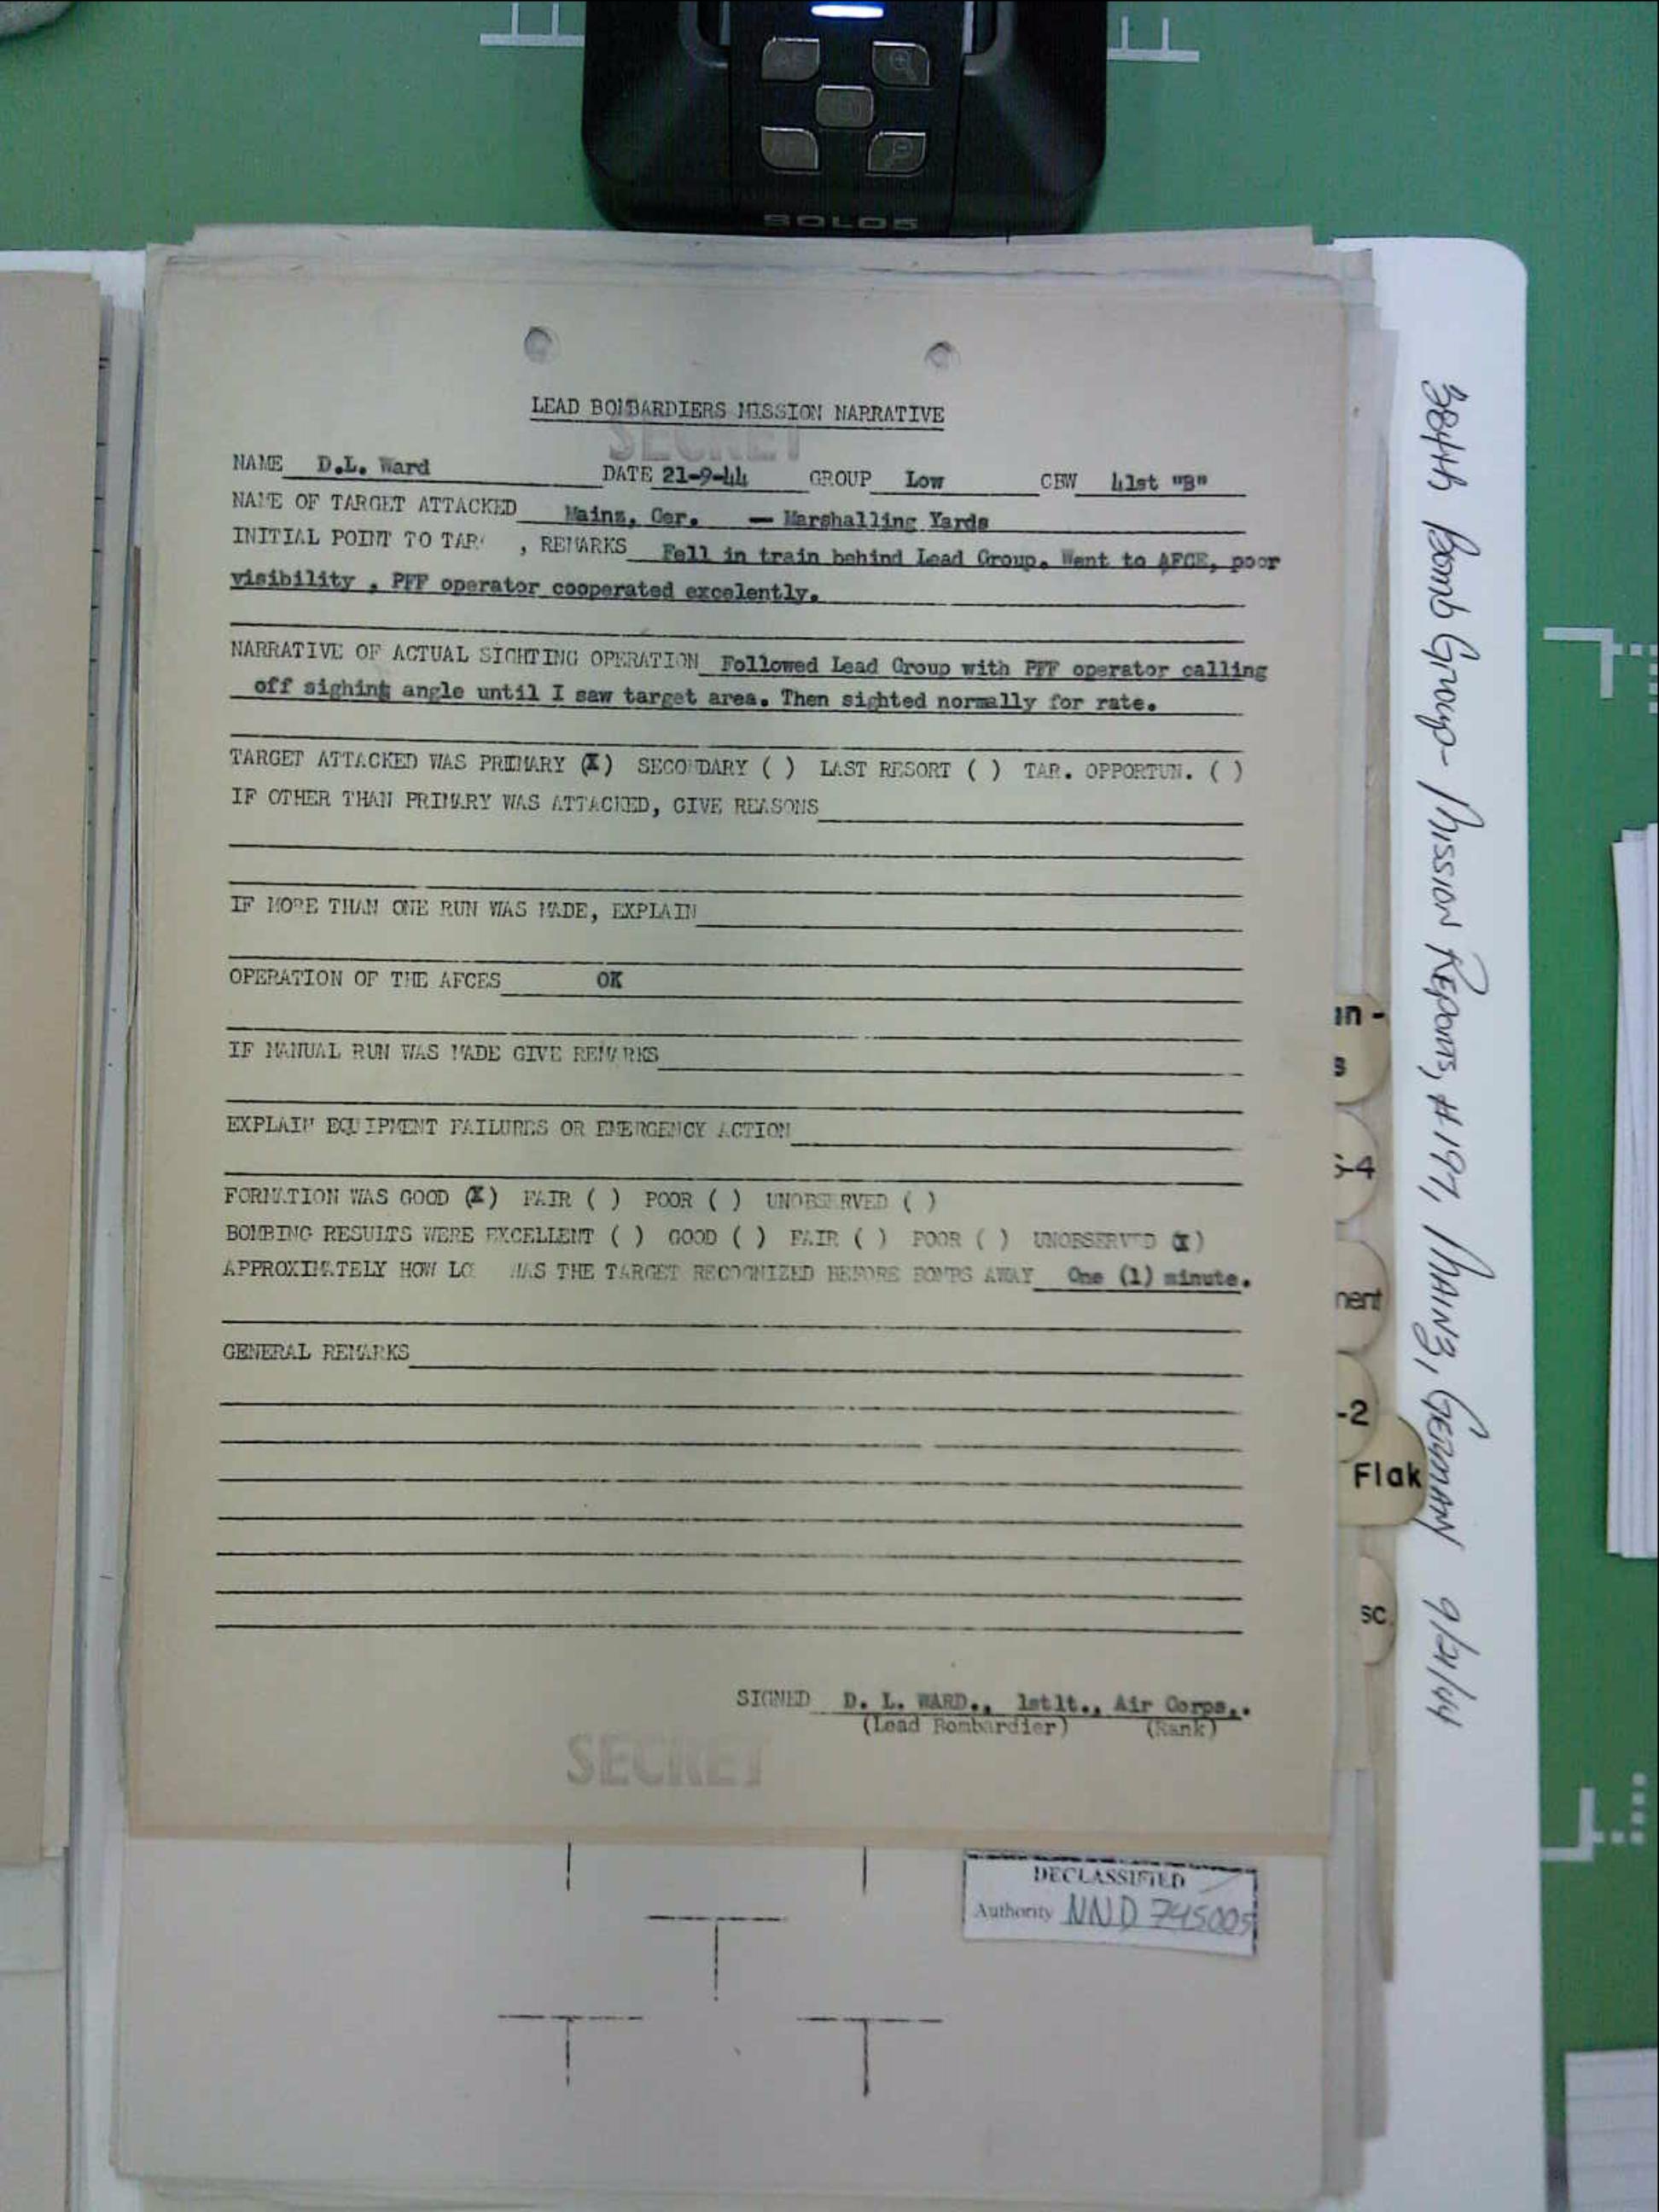 SOLO5
LEAD BOMBARDIERS MISSION NARRATIVE
SECRET
NAME D.L. Ward DATE 21-9-44 GROUP Low CBW 41st "B"
NAME OF TARGET ATTACKED Mainz, Ger. — Marshalling Yards
INITIAL POINT TO TAR , REMARKS Fell in train behind Lead Group. Went to AFCE, poor
visibility , PFF operator cooperated excelently.
NARRATIVE OF ACTUAL SIGHTING OPERATION Followed Lead Group with PFF operator calling
off sighing angle until I saw target area. Then sighted normally for rate.
TARGET ATTACKED WAS PRIMARY (X) SECONDARY ( ) LAST RESORT ( ) TAR. OPPORTUN. ( )
IF OTHER THAN PRIMARY WAS ATTACKED, GIVE REASONS
IF MORE THAN ONE RUN WAS MADE, EXPLAIN
OPERATION OF THE AFCES OK
IF MANUAL RUN WAS MADE GIVE REMARKS
EXPLAIN EQUIPMENT FAILURES OR EMERGENCY ACTION
FORMATION WAS GOOD (X) FAIR ( ) POOR ( ) UNOBSERVED ( )
BOMBING RESULTS WERE EXCELLENT ( ) GOOD ( ) FAIR ( ) POOR ( ) UNOBSERVED (X)
APPROXIMATELY HOW LO WAS THE TARGET RECOGNIZED BEFORE BOMBS AWAY One (1) minute.
GENERAL REMARKS
SIGNED D. L. WARD., 1stlt., Air Corps,.
(Lead Bombardier) (Rank)
SECRET
DECLASSIFIED
Authority NND 745005
384th Bomb Group - Mission Reports, #197, Mainz, German 9/21/44
in -
s
S-4
nent
-2
Flak
sc.